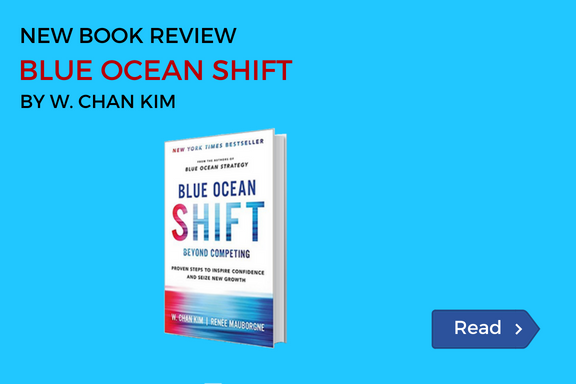 NEW BOOK REVIEW
BLUE OCEAN SHIFT
BY W. CHAN KIM
NEW YORK TIMES BESTSELLER
FROM THE AUTHORS OF
BLUE OCEAN STRATEGY
BLUE OCEAN
SHIFT
BEYOND COMPETING
PROVEN STEPS TO INSPIRE CONFIDENCE
AND SEIZE NEW GROWTH
W. CHAN KIM | RENÉE MAUBORGNE
Read